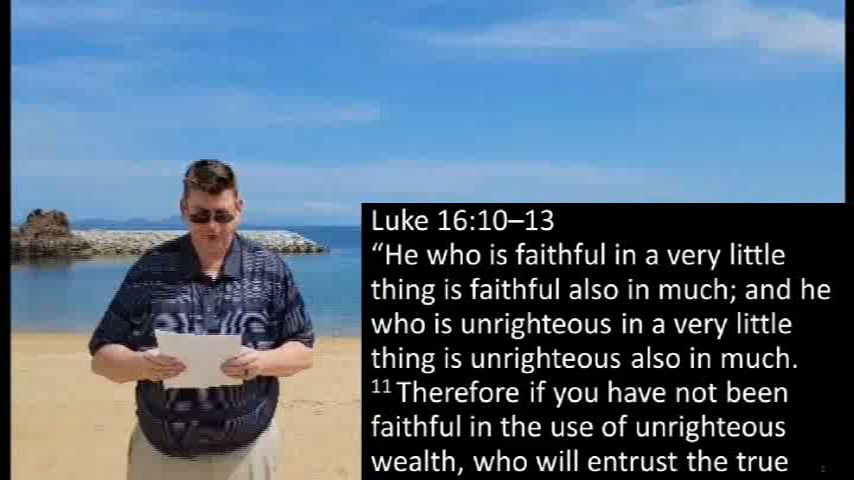 Luke 16:10–13
“He who is faithful in a very little
thing is faithful also in much; and he
who is unrighteous in a very little
thing is unrighteous also in much.
¹¹ Therefore if you have not been
faithful in the use of unrighteous
wealth, who will entrust the true